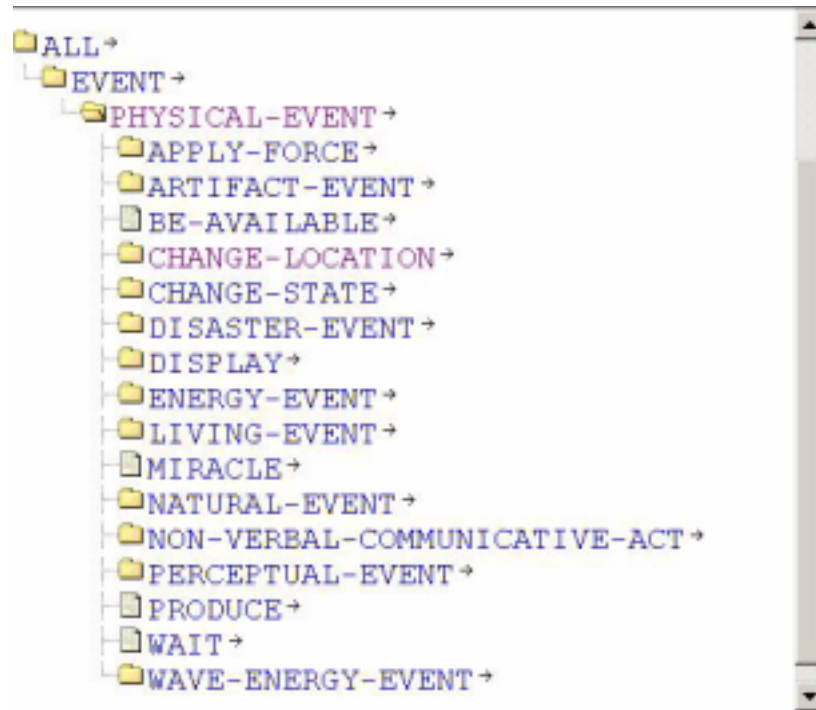 ALL→
EVENT→
PHYSICAL-EVENT→
APPLY-FORCE→
ARTIFACT-EVENT→
BE-AVAILABLE→
CHANGE-LOCATION→
CHANGE-STATE→
DISASTER-EVENT→
DISPLAY→
ENERGY-EVENT→
LIVING-EVENT→
MIRACLE→
NATURAL-EVENT→
NON-VERBAL-COMMUNICATIVE-ACT→
PERCEPTUAL-EVENT→
PRODUCE→
WAIT→
WAVE-ENERGY-EVENT→